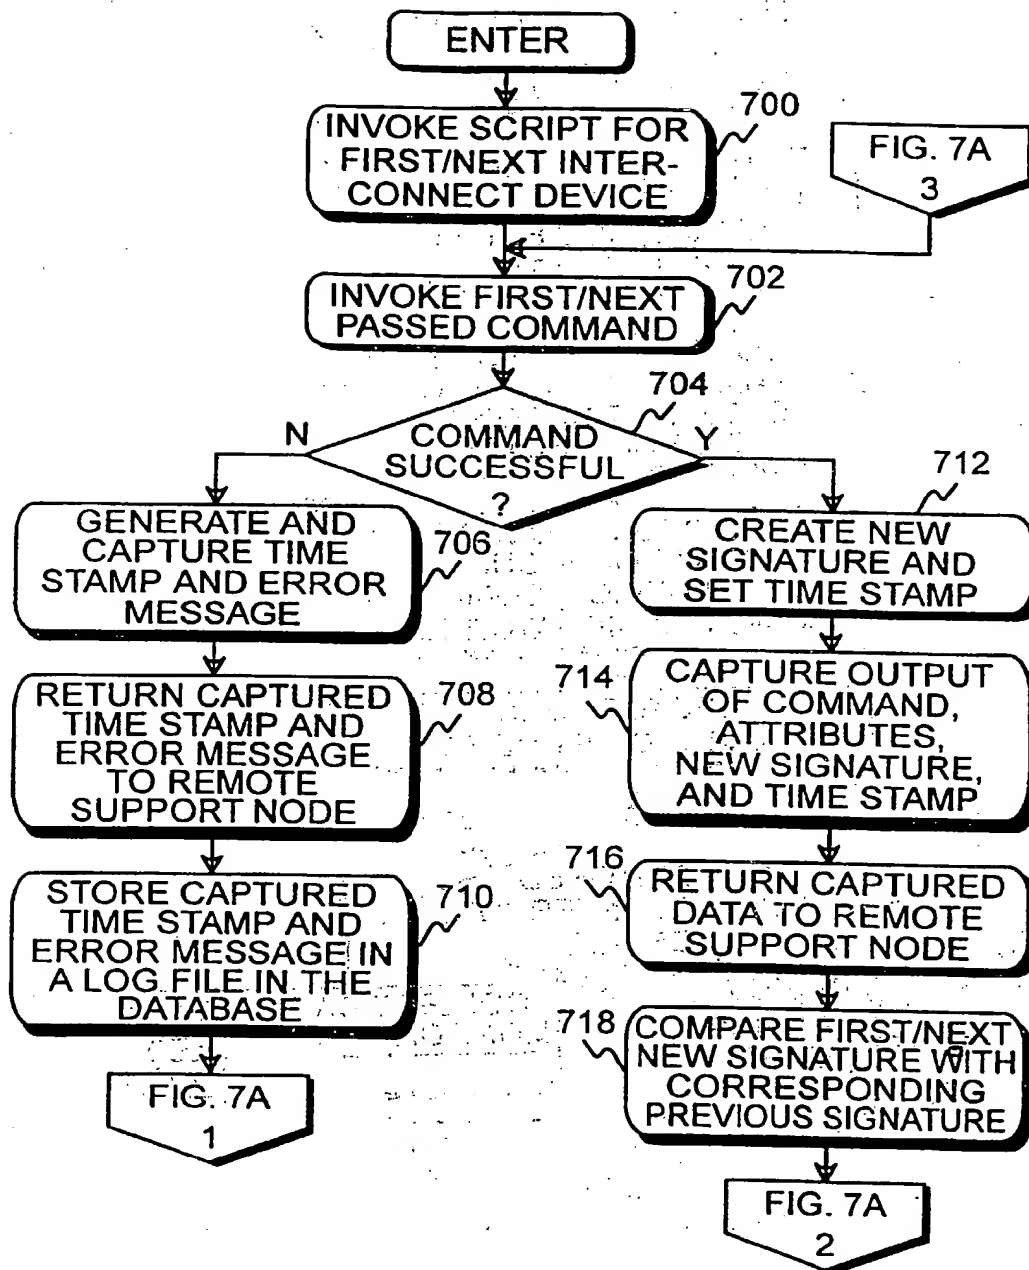 ENTER
700
INVOKE SCRIPT FOR
FIRST/NEXT INTER-
CONNECT DEVICE
FIG. 7A
3
702
INVOKE FIRST/NEXT
PASSED COMMAND
704
N
COMMAND
SUCCESSFUL
?
Y
GENERATE AND
CAPTURE TIME
STAMP AND ERROR
MESSAGE
706
RETURN CAPTURED
TIME STAMP AND
ERROR MESSAGE
TO REMOTE
SUPPORT NODE
708
STORE CAPTURED
TIME STAMP AND
ERROR MESSAGE IN
A LOG FILE IN THE
DATABASE
710
FIG. 7A
1
712
CREATE NEW
SIGNATURE AND
SET TIME STAMP
714
CAPTURE OUTPUT
OF COMMAND,
ATTRIBUTES,
NEW SIGNATURE,
AND TIME STAMP
716
RETURN CAPTURED
DATA TO REMOTE
SUPPORT NODE
718
COMPARE FIRST/NEXT
NEW SIGNATURE WITH
CORRESPONDING
PREVIOUS SIGNATURE
FIG. 7A
2